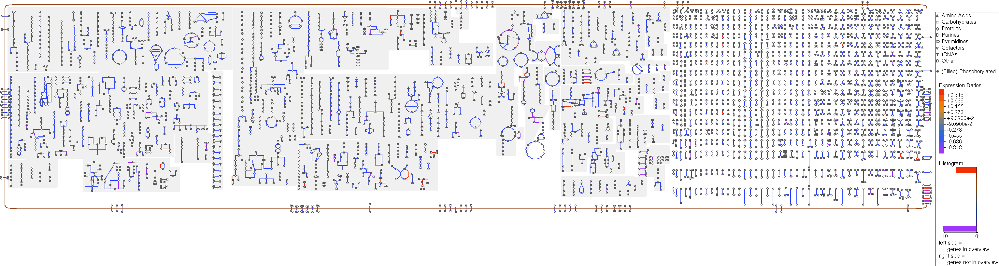 Amino Acids
Carbohydrates
Proteins
Purines
Pyrimidines
Cofactors
tRNAs
Other
(Filled) Phosphorylated
Expression Ratios
+0.818
+0.636
+0.455
+0.273
+9.0900e-2
-9.0900e-2
-0.273
-0.455
-0.636
-0.818
Histogram
110 01
left side =
genes in overview
right side =
genes not in overview